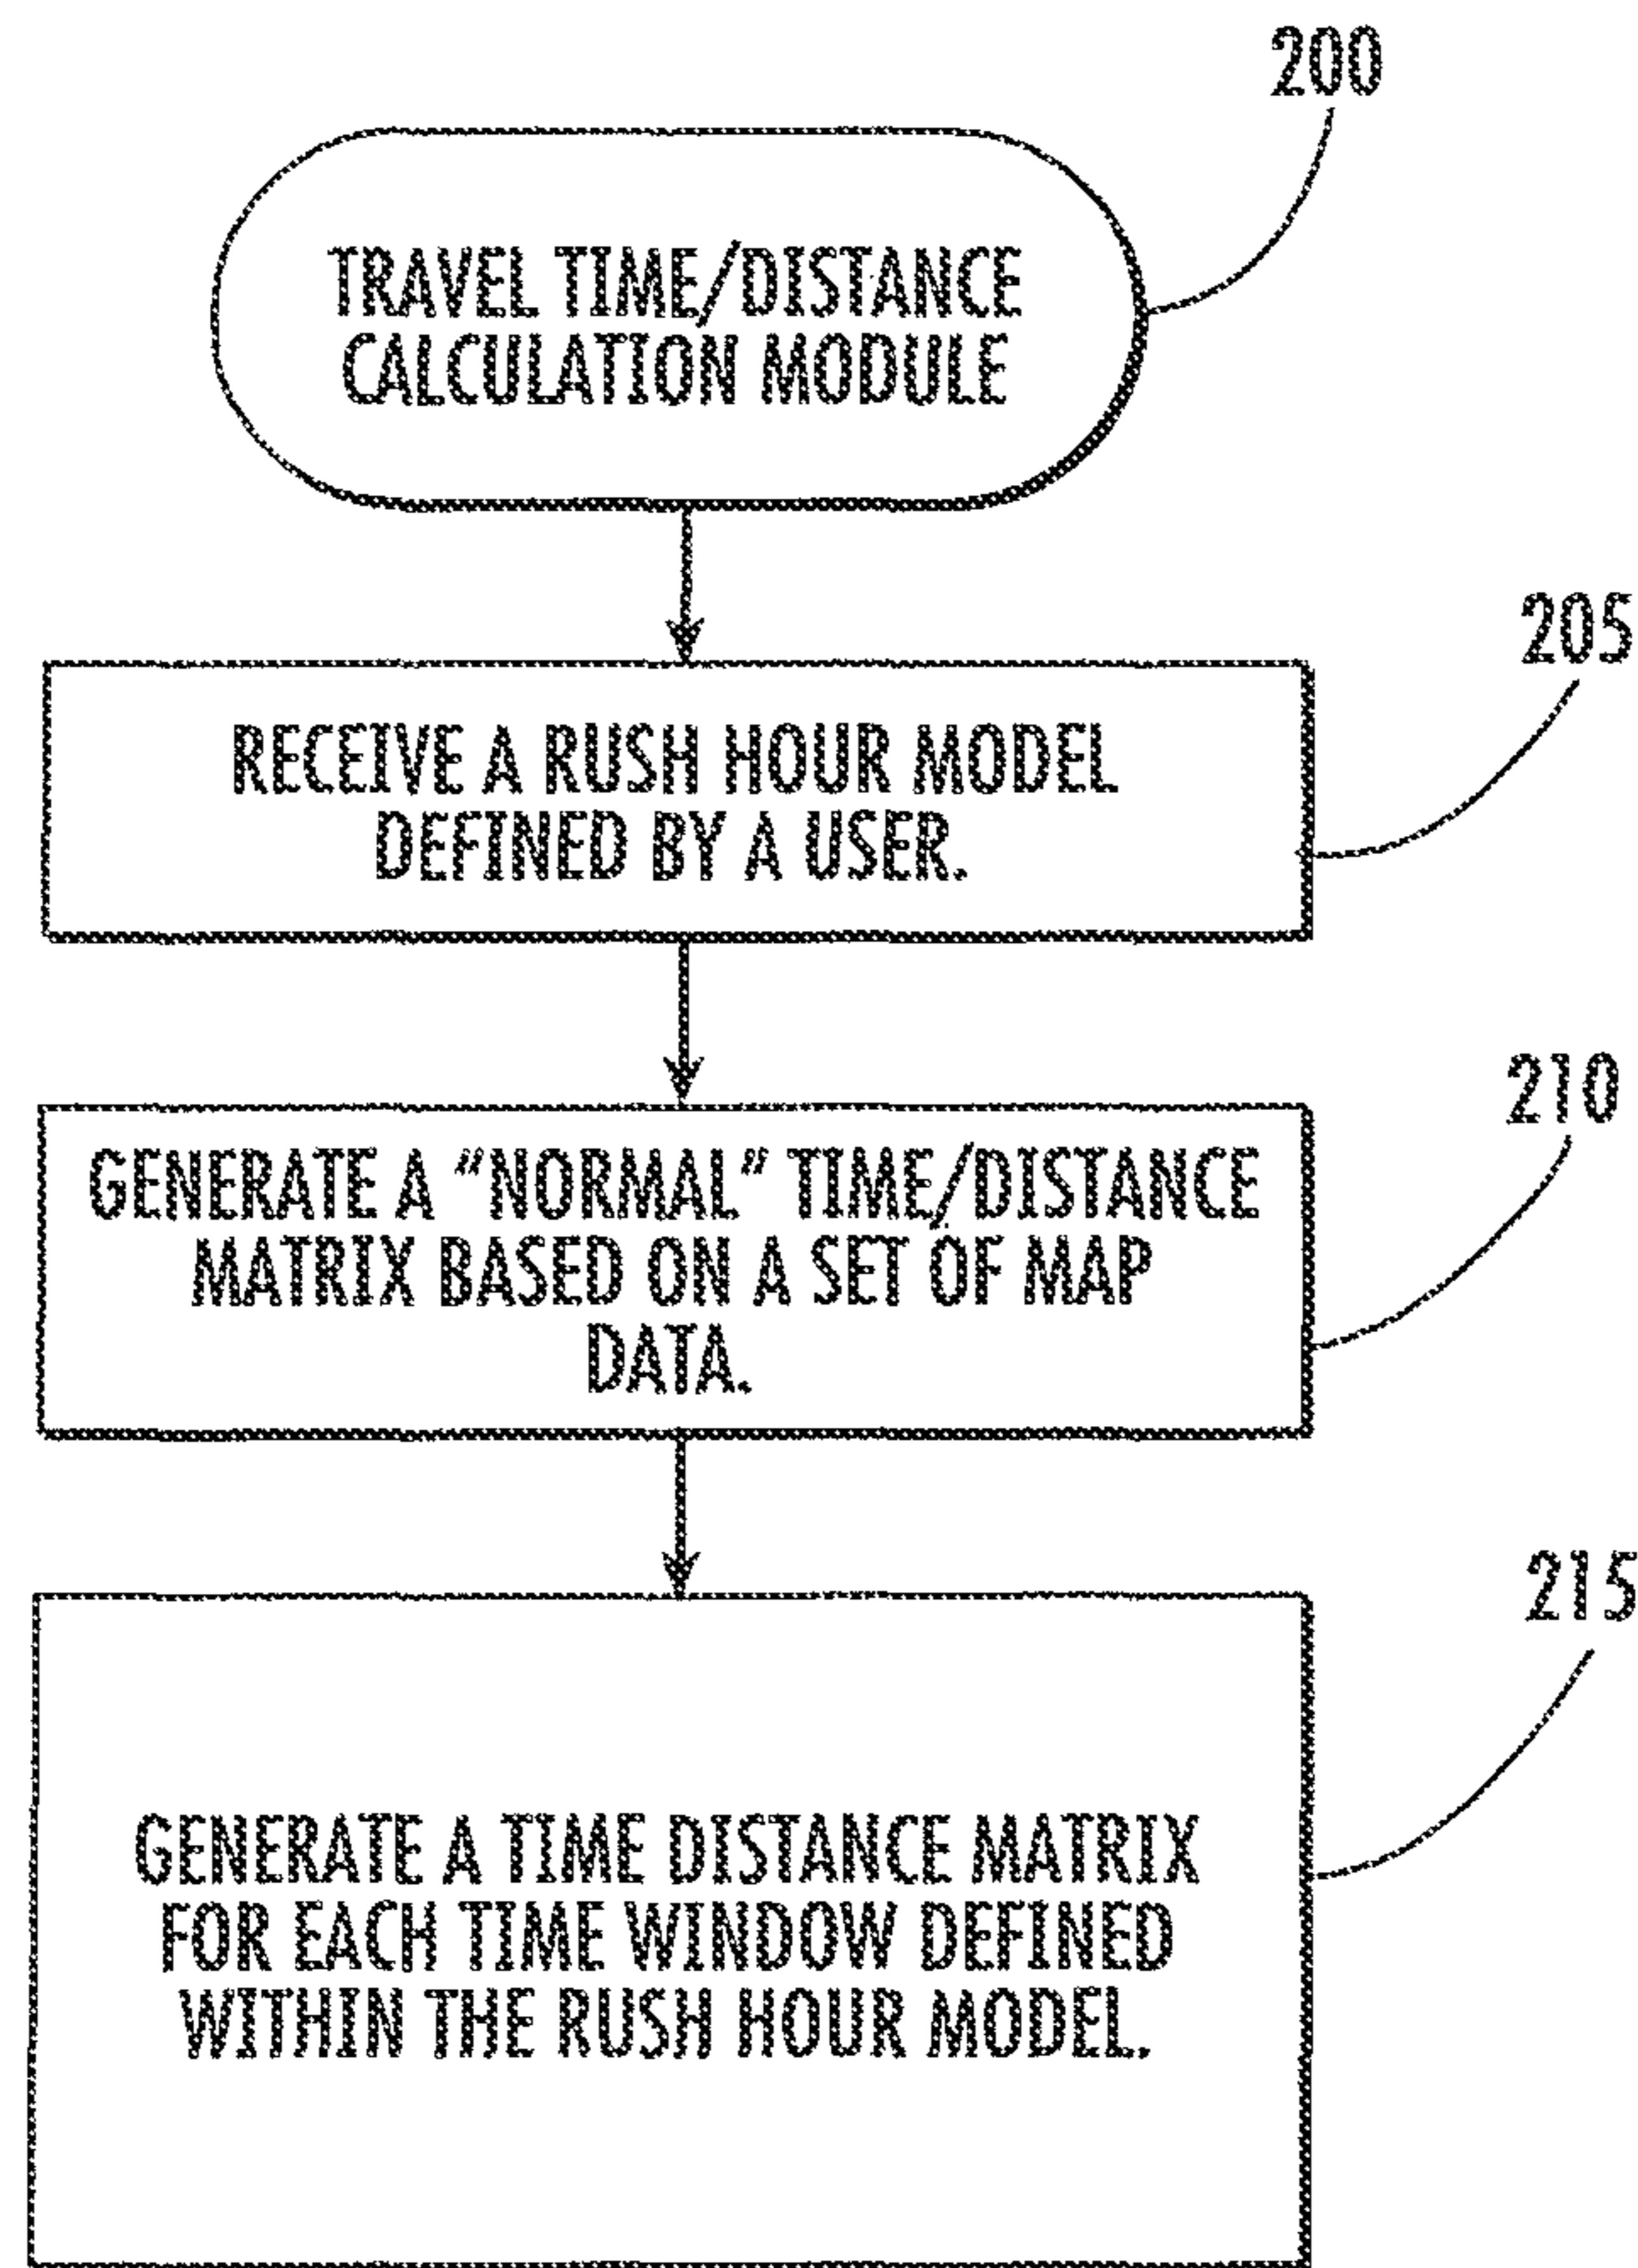 200
TRAVEL TIME/DISTANCE
CALCULATION MODULE
205
RECEIVE A RUSH HOUR MODEL
DEFINED BY A USER.
210
GENERATE A "NORMAL" TIME/DISTANCE
MATRIX BASED ON A SET OF MAP
DATA.
215
GENERATE A TIME DISTANCE MATRIX
FOR EACH TIME WINDOW DEFINED
WITHIN THE RUSH HOUR MODEL.